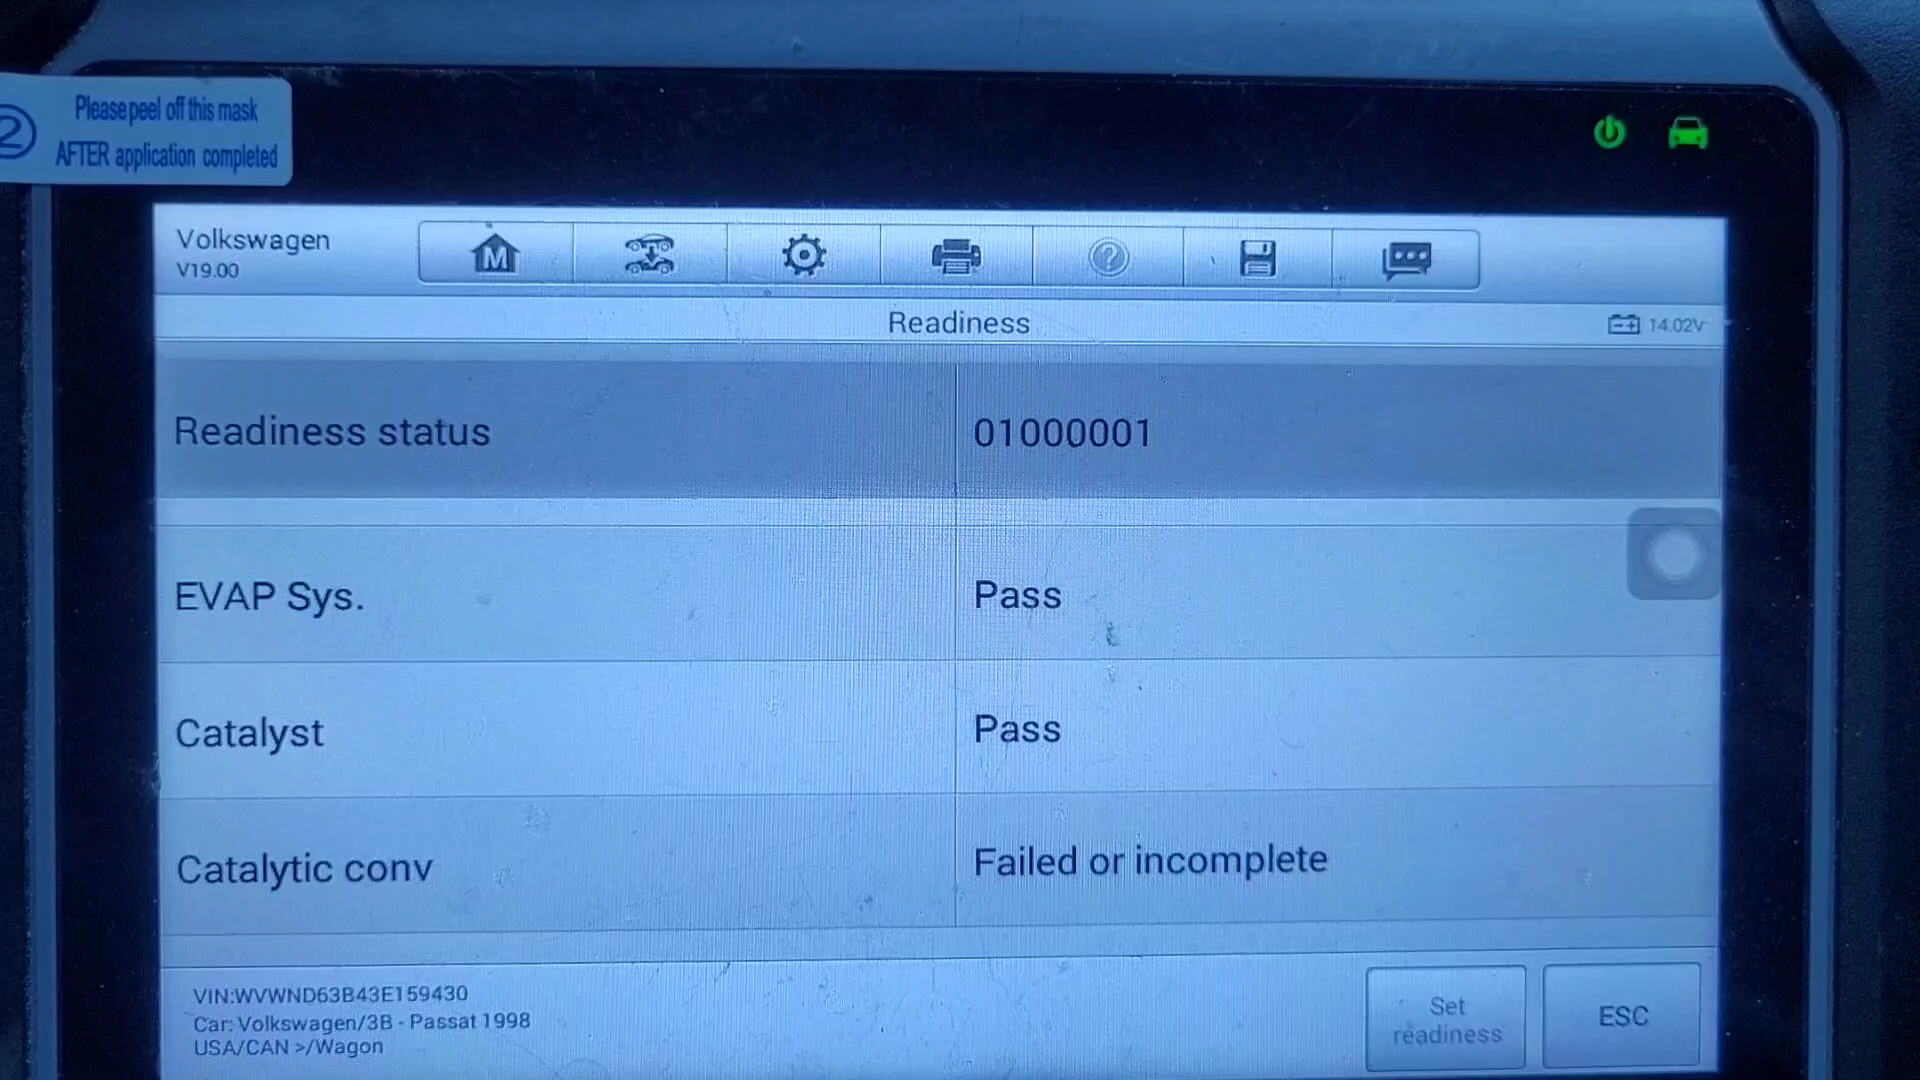 2
Please peel off this mask
AFTER application completed
Volkswagen
V19.00
M
?
Readiness
14.02V
Readiness status
01000001
EVAP Sys.
Pass
Catalyst
Pass
Catalytic conv
Failed or incomplete
VIN:WVWND63B43E159430
Car: Volkswagen/3B - Passat 1998
USA/CAN >/Wagon
Set
readiness
ESC